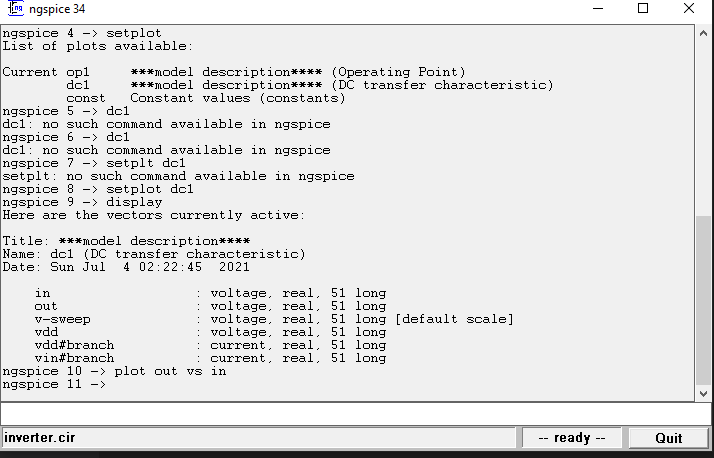 ngspice 34
ngspice 4 -> setplot
List of plots available:
Current op1     ***model description**** (Operating Point)
        dc1     ***model description**** (DC transfer characteristic)
        const   Constant values (constants)
ngspice 5 -> dc1
dc1: no such command available in ngspice
ngspice 6 -> dc1
dc1: no such command available in ngspice
ngspice 7 -> setplt dc1
setplt: no such command available in ngspice
ngspice 8 -> setplot dc1
ngspice 9 -> display
Here are the vectors currently active:
Title: ***model description****
Name: dc1 (DC transfer characteristic)
Date: Sun Jul  4 02:22:45  2021
    in                  : voltage, real, 51 long
    out                 : voltage, real, 51 long
    v-sweep             : voltage, real, 51 long [default scale]
    vdd                 : voltage, real, 51 long
    vdd#branch          : current, real, 51 long
    vin#branch          : current, real, 51 long
ngspice 10 -> plot out vs in
ngspice 11 ->
inverter.cir
-- ready --
Quit